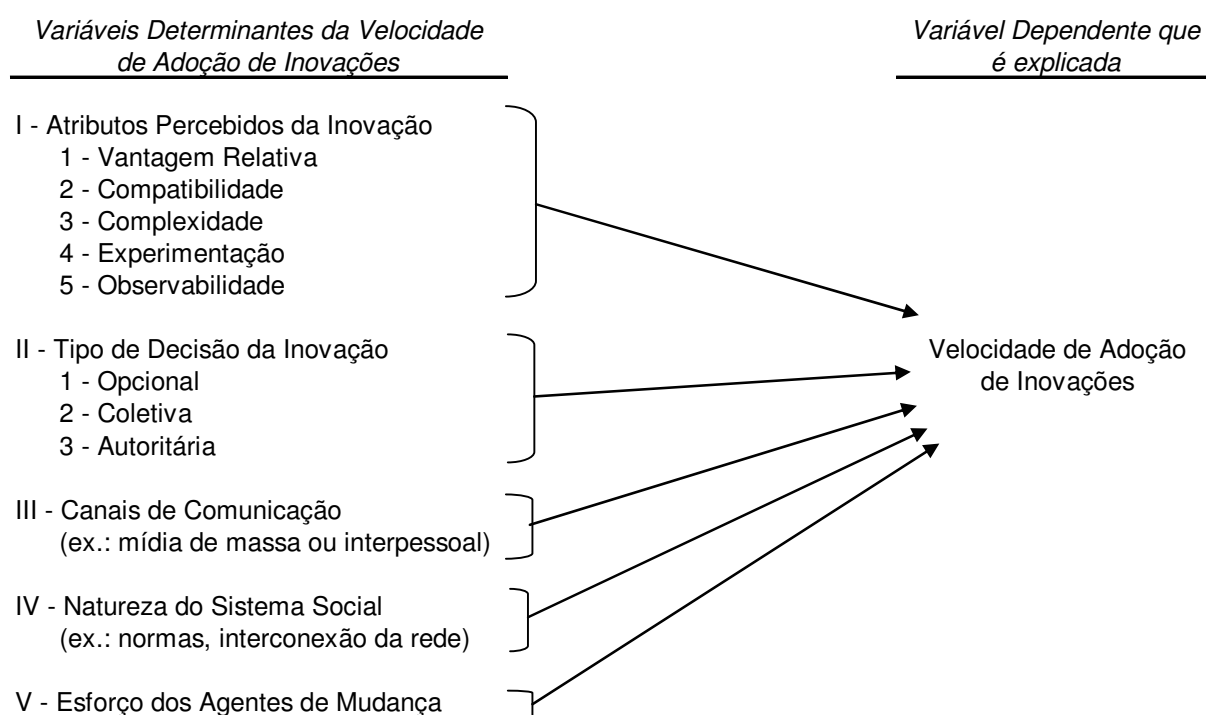 Variáveis Determinantes da Velocidade
de Adoção de Inovações
Variável Dependente que
é explicada
I - Atributos Percebidos da Inovação
1 - Vantagem Relativa
2 - Compatibilidade
3 - Complexidade
4 - Experimentação
5 - Observabilidade
II - Tipo de Decisão da Inovação
1 - Opcional
2 - Coletiva
3 - Autoritária
Velocidade de Adoção
de Inovações
III - Canais de Comunicação
(ex.: mídia de massa ou interpessoal)
IV - Natureza do Sistema Social
(ex.: normas, interconexão da rede)
V - Esforço dos Agentes de Mudança